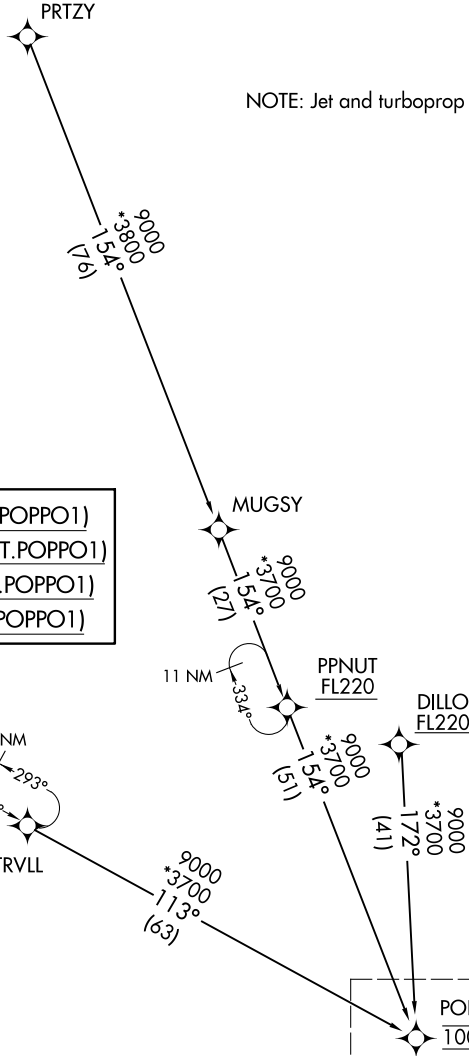 PRTZY
NOTE: Jet and turboprop
9000
*3800
154°
(76)
MUGSY
9000
*3700
154°
(27)
POPPO1)
T.POPPO1)
.POPPO1)
POPPO1)
11 NM
334°
PPNUT
FL220
DILLO
FL220
9000
*3700
154°
(51)
9000
*3700
172°
(41)
NM
293°
TRVLL
9000
*3700
113°
(63)